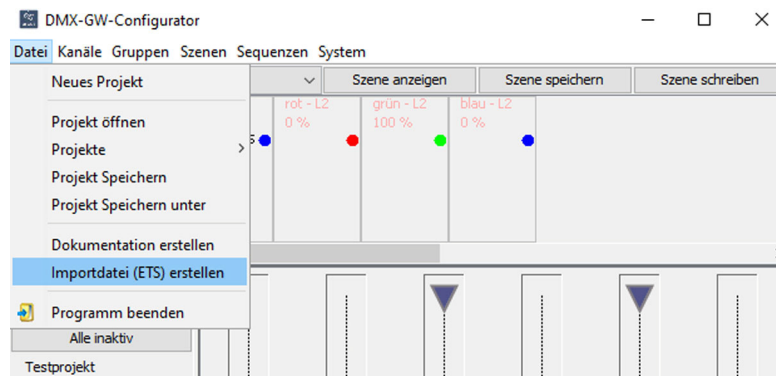 DMX-GW-Configurator
Datei Kanäle Gruppen Szenen Sequenzen System
Neues Projekt
Projekt öffnen
Projekte
Projekt Speichern
Projekt Speichern unter
Dokumentation erstellen
Importdatei (ETS) erstellen
Programm beenden
Szene anzeigen Szene speichern Szene schreiben
rot - L2 grün - L2 blau - L2
0 % 100 % 0 %
Alle inaktiv
Testprojekt